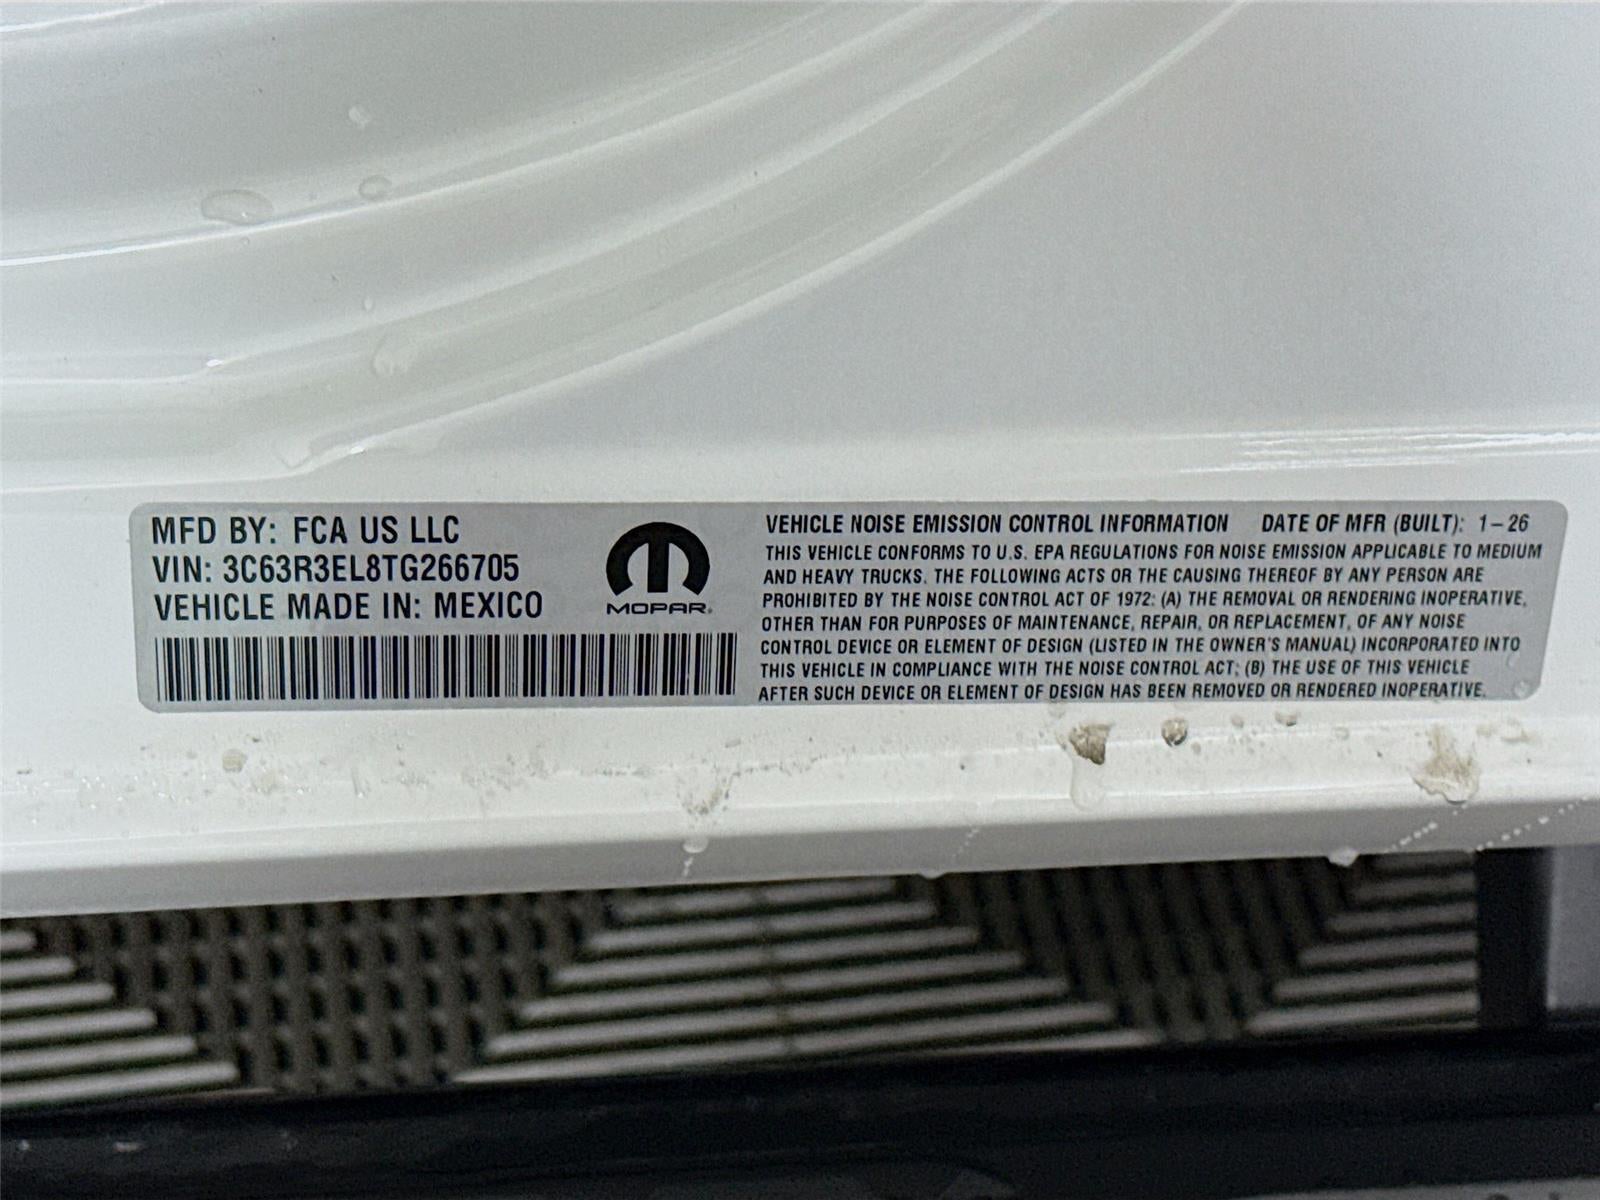 MFD BY: FCA US LLC
VIN: 3C63R3EL8TG266705
VEHICLE MADE IN: MEXICO
MOPAR®
VEHICLE NOISE EMISSION CONTROL INFORMATION DATE OF MFR (BUILT): 1-26
THIS VEHICLE CONFORMS TO U.S. EPA REGULATIONS FOR NOISE EMISSION APPLICABLE TO MEDIUM
AND HEAVY TRUCKS. THE FOLLOWING ACTS OR THE CAUSING THEREOF BY ANY PERSON ARE
PROHIBITED BY THE NOISE CONTROL ACT OF 1972: (A) THE REMOVAL OR RENDERING INOPERATIVE,
OTHER THAN FOR PURPOSES OF MAINTENANCE, REPAIR, OR REPLACEMENT, OF ANY NOISE
CONTROL DEVICE OR ELEMENT OF DESIGN (LISTED IN THE OWNER'S MANUAL) INCORPORATED INTO
THIS VEHICLE IN COMPLIANCE WITH THE NOISE CONTROL ACT; (B) THE USE OF THIS VEHICLE
AFTER SUCH DEVICE OR ELEMENT OF DESIGN HAS BEEN REMOVED OR RENDERED INOPERATIVE.